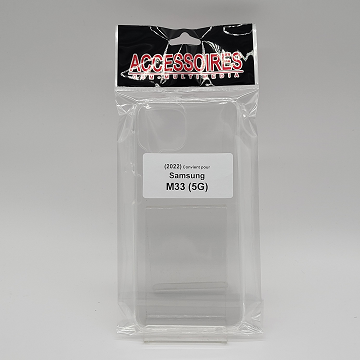 ACCESSOIRES
(2022) Convient pour
Samsung
M33 (5G)